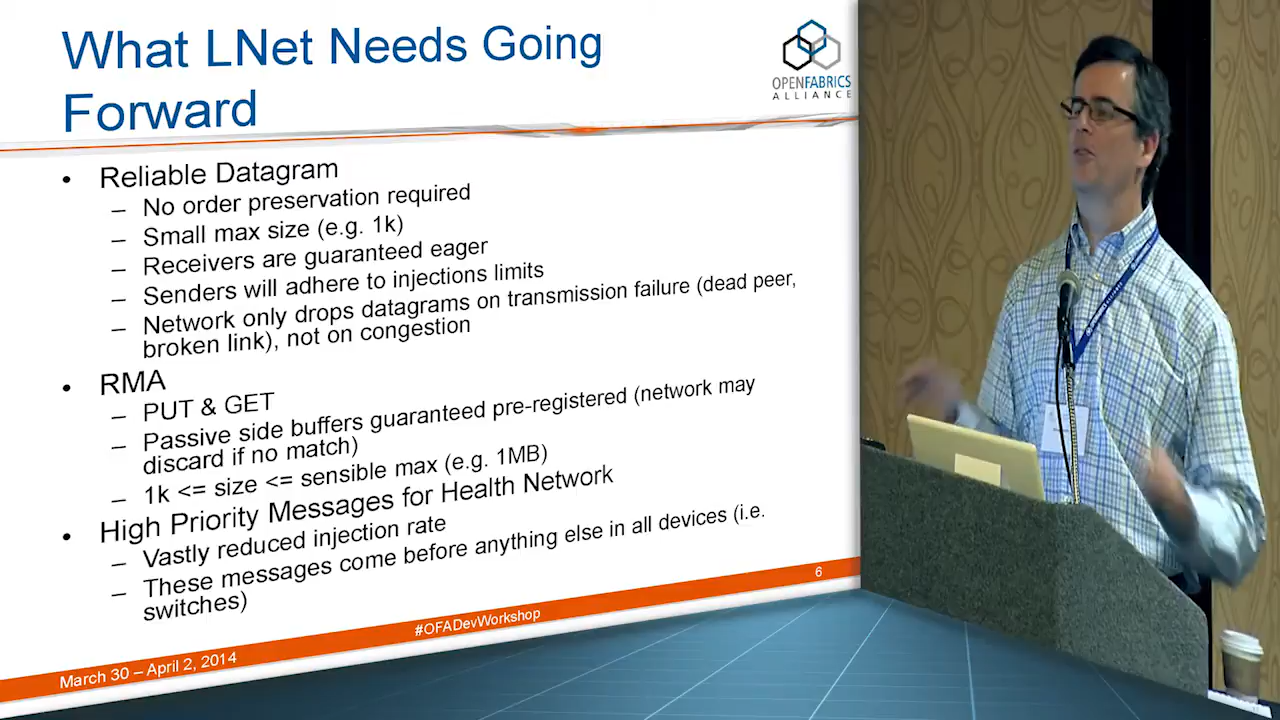 What LNet Needs Going
Forward
OPENFABRICS
ALLIANCE
• Reliable Datagram
– No order preservation required
– Small max size (e.g. 1k)
– Receivers are guaranteed eager
– Senders will adhere to injections limits
– Network only drops datagrams on transmission failure (dead peer,
broken link), not on congestion
• RMA
– PUT & GET
– Passive side buffers guaranteed pre-registered (network may
discard if no match)
– 1k <= size <= sensible max (e.g. 1MB)
• High Priority Messages for Health Network
– Vastly reduced injection rate
– These messages come before anything else in all devices (i.e.
switches)
6
#OFADevWorkshop
March 30 – April 2, 2014